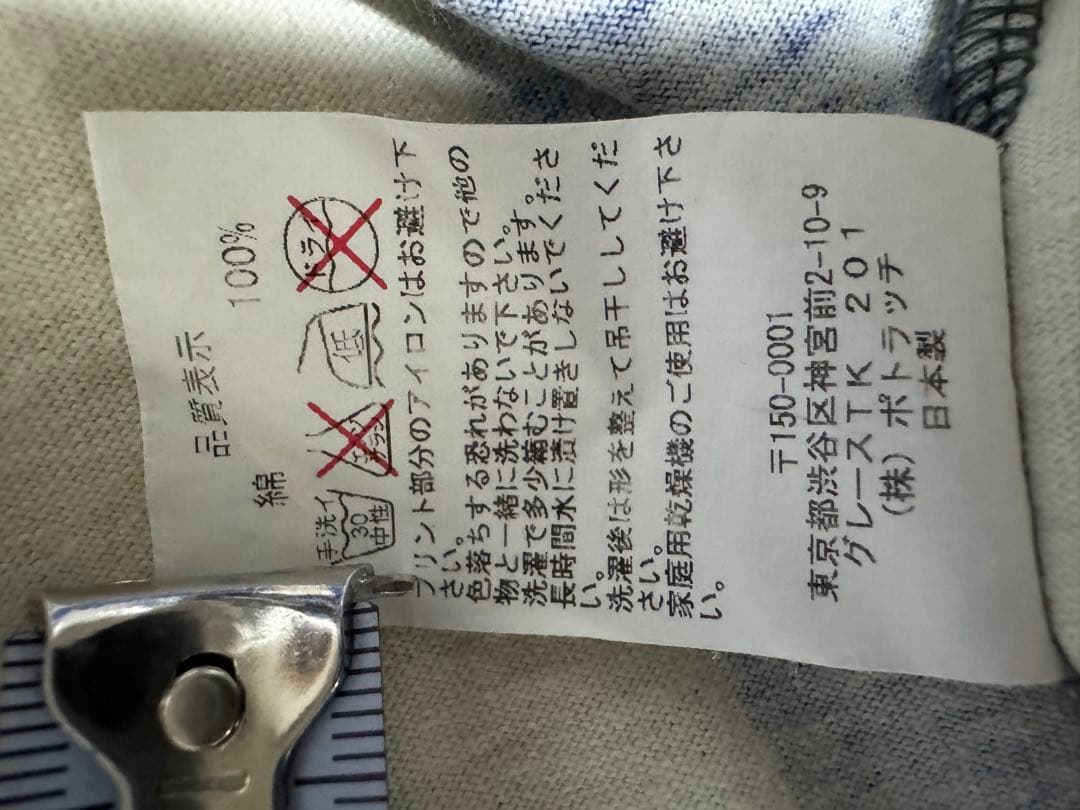 品質表示
綿 100%
手洗イ
30
中性
低
ドライ
プリント部分のアイロンはお避け下
さい。
色落ちする恐れがありますので他の
物と一緒に洗わないで下さい。
洗濯で多少縮むことがあります。
長時間水に漬け置きしないでくださ
い。
洗濯後は形を整えて吊干ししてくだ
さい。
家庭用乾燥機のご使用はお避け下さ
い。
〒150-0001
東京都渋谷区神宮前2-10-9
グレースTK 201
(株)ポトラッチ
日本製